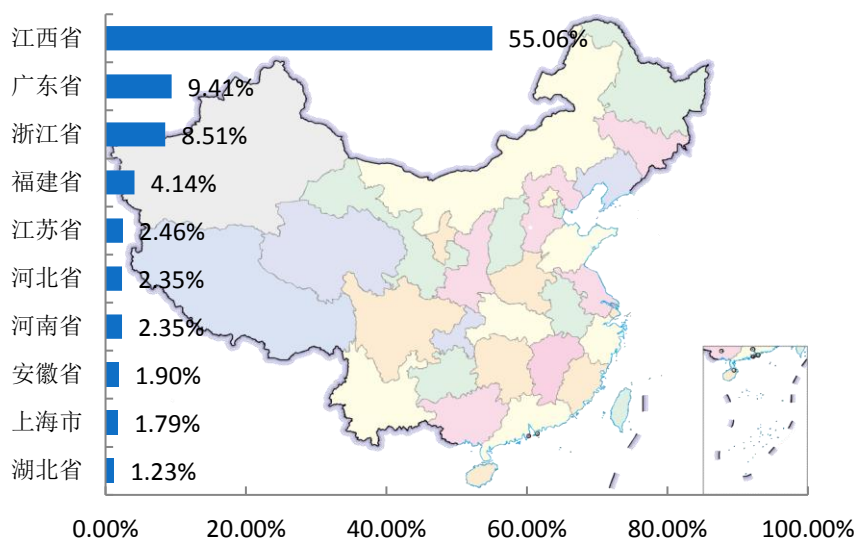 江西省 55.06%
广东省 9.41%
浙江省 8.51%
福建省 4.14%
江苏省 2.46%
河北省 2.35%
河南省 2.35%
安徽省 1.90%
上海市 1.79%
湖北省 1.23%
0.00% 20.00% 40.00% 60.00% 80.00% 100.00%